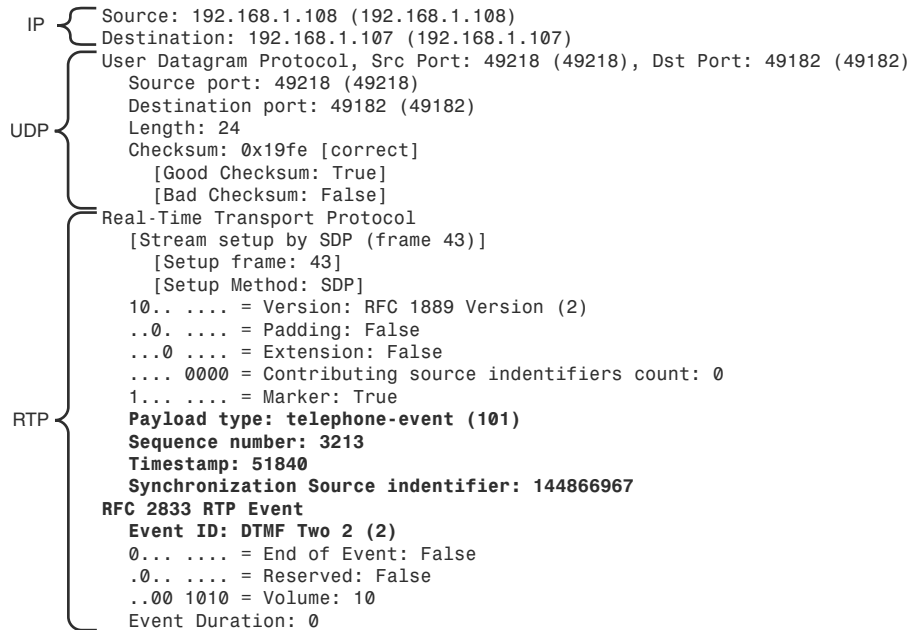 IP
Source: 192.168.1.108 (192.168.1.108)
Destination: 192.168.1.107 (192.168.1.107)
UDP
User Datagram Protocol, Src Port: 49218 (49218), Dst Port: 49182 (49182)
Source port: 49218 (49218)
Destination port: 49182 (49182)
Length: 24
Checksum: 0x19fe [correct]
[Good Checksum: True]
[Bad Checksum: False]
RTP
Real-Time Transport Protocol
[Stream setup by SDP (frame 43)]
[Setup frame: 43]
[Setup Method: SDP]
10.. .... = Version: RFC 1889 Version (2)
..0. .... = Padding: False
...0 .... = Extension: False
.... 0000 = Contributing source indentifiers count: 0
1... .... = Marker: True
Payload type: telephone-event (101)
Sequence number: 3213
Timestamp: 51840
Synchronization Source indentifier: 144866967
RFC 2833 RTP Event
Event ID: DTMF Two 2 (2)
0... .... = End of Event: False
.0.. .... = Reserved: False
..00 1010 = Volume: 10
Event Duration: 0